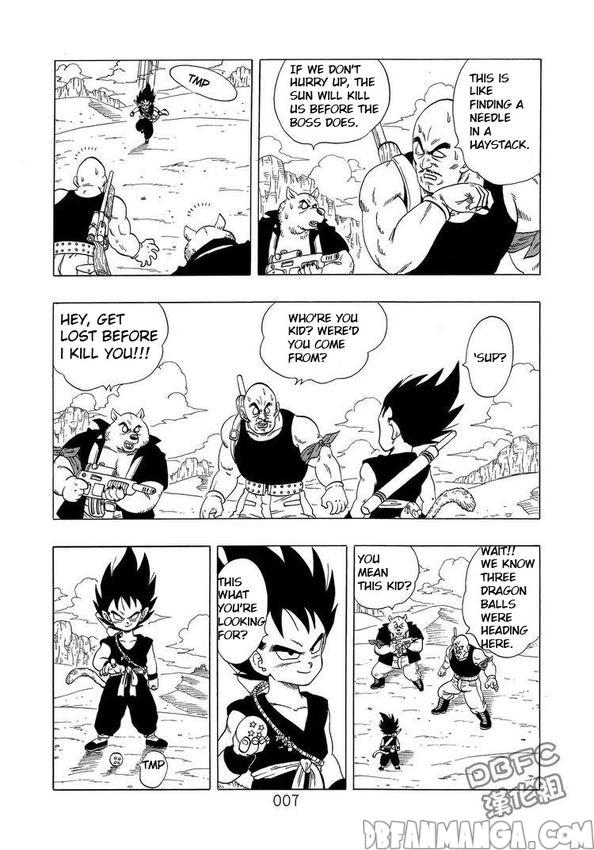 TMP
IF WE DON'T
HURRY UP, THE
SUN WILL KILL
US BEFORE THE
BOSS DOES.
THIS IS
LIKE
FINDING A
NEEDLE
IN A
HAYSTACK.
HEY, GET
LOST BEFORE
I KILL YOU!!!
WHO'RE YOU
KID? WERE'D
YOU COME
FROM?
'SUP?
TMP
THIS
WHAT
YOU'RE
LOOKING
FOR?
YOU
MEAN
THIS KID?
WAIT!!
WE KNOW
THREE
DRAGON
BALLS
WERE
HEADING
HERE.
007
DBFC
漢化組
DBFANMANGA.COM